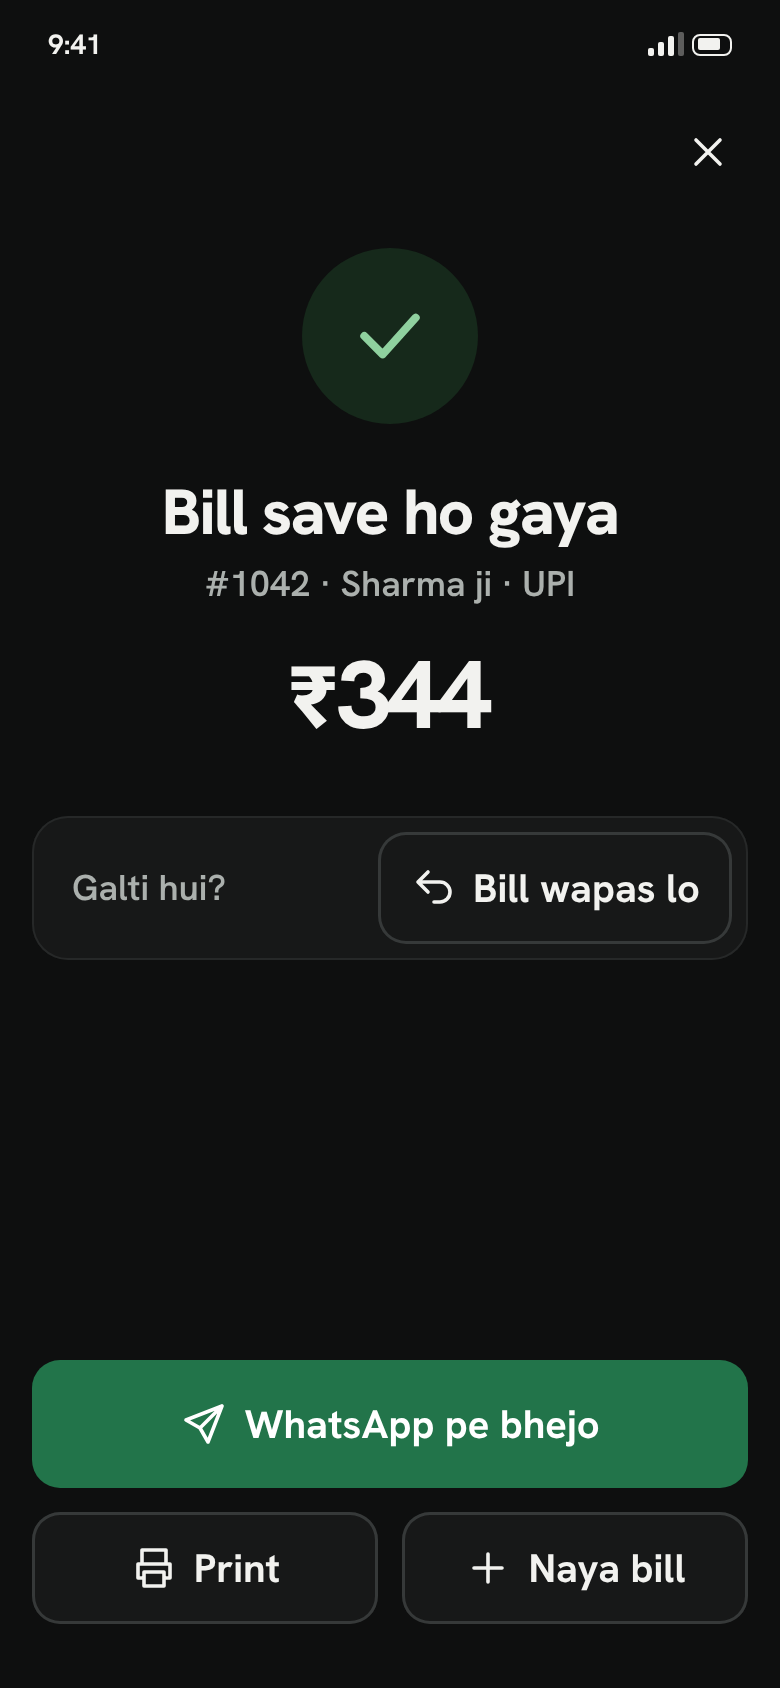 9:41
Bill save ho gaya
#1042 · Sharma ji · UPI
₹344
Galti hui?
Bill wapas lo
WhatsApp pe bhejo
Print
Naya bill